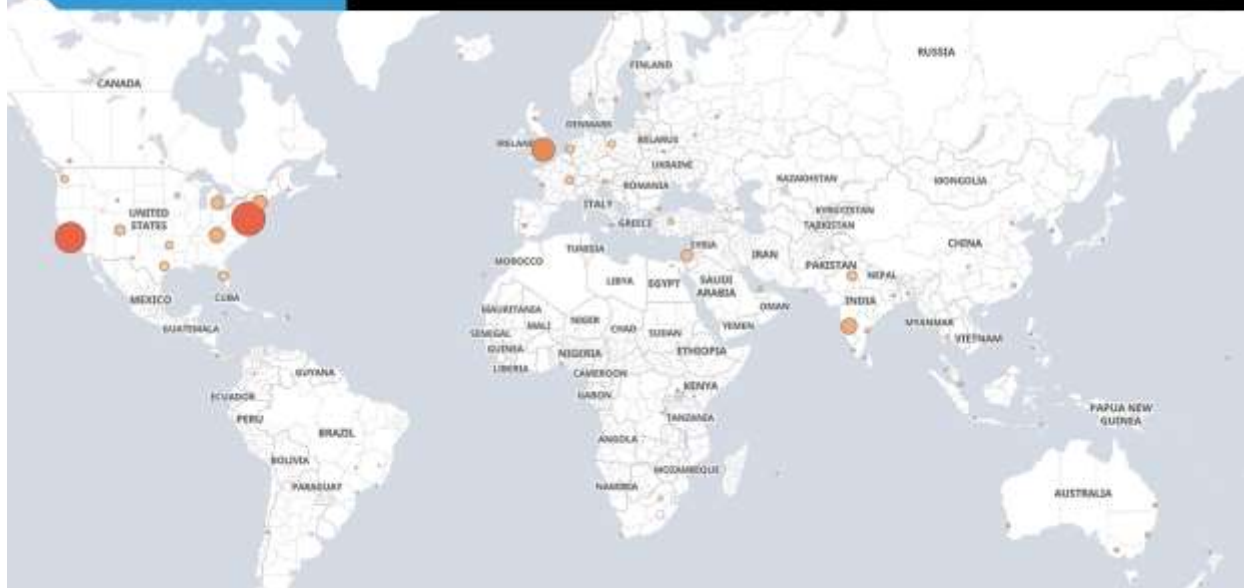 RUSSIA
FINLAND
CANADA
DENMARK
IRELAND
BELARUS
UKRAINE
KAZAKHSTAN
MONGOLIA
ROMANIA
ITALY
UNITED
STATES
KYRGYZSTAN
GREECE
TAJIKISTAN
SYRIA
CHINA
TUNISIA
IRAN
MOROCCO
PAKISTAN
NEPAL
LIBYA
EGYPT
SAUDI
ARABIA
MEXICO
CUBA
INDIA
OMAN
MAURITANIA
GUATEMALA
MALI
NIGER
CHAD
SUDAN
YEMEN
MYANMAR
SENEGAL
VIETNAM
GUINEA
NIGERIA
ETHIOPIA
LIBERIA
CAMEROON
GUYANA
KENYA
GABON
ECUADOR
PERU
TANZANIA
PAPUA NEW
GUINEA
BRAZIL
ANGOLA
BOLIVIA
MOZAMBIQUE
PARAGUAY
NAMIBIA
AUSTRALIA